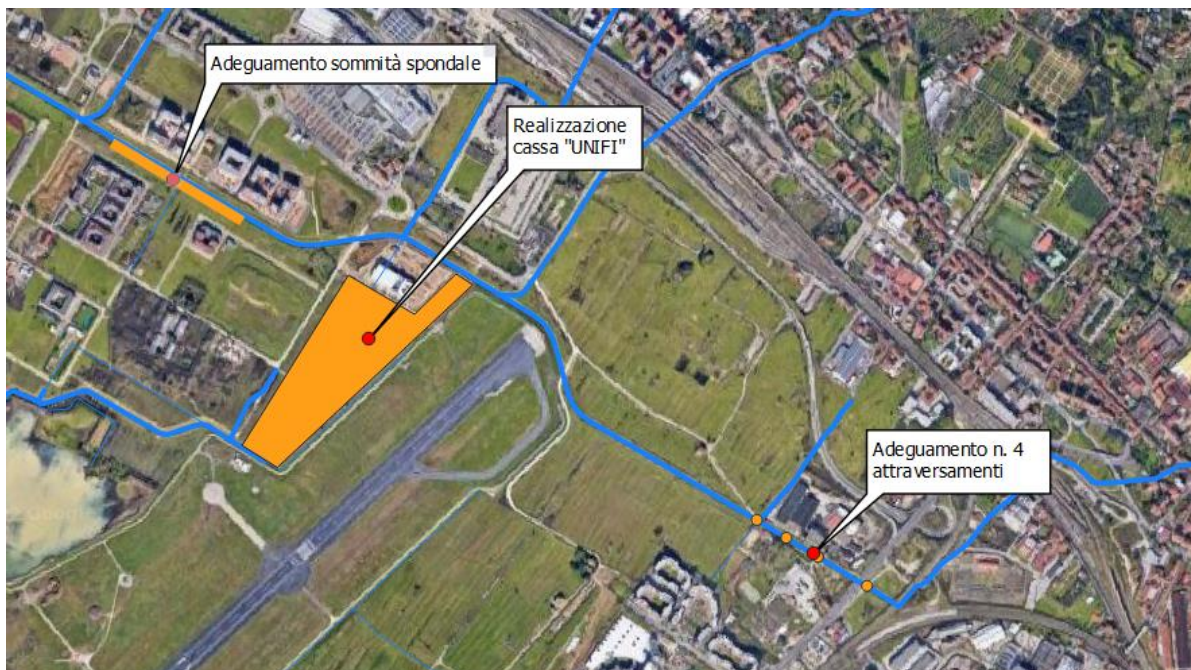 Adeguamento sommità spondale
Realizzazione
cassa "UNIFI"
Adeguamento n. 4
attraversamenti